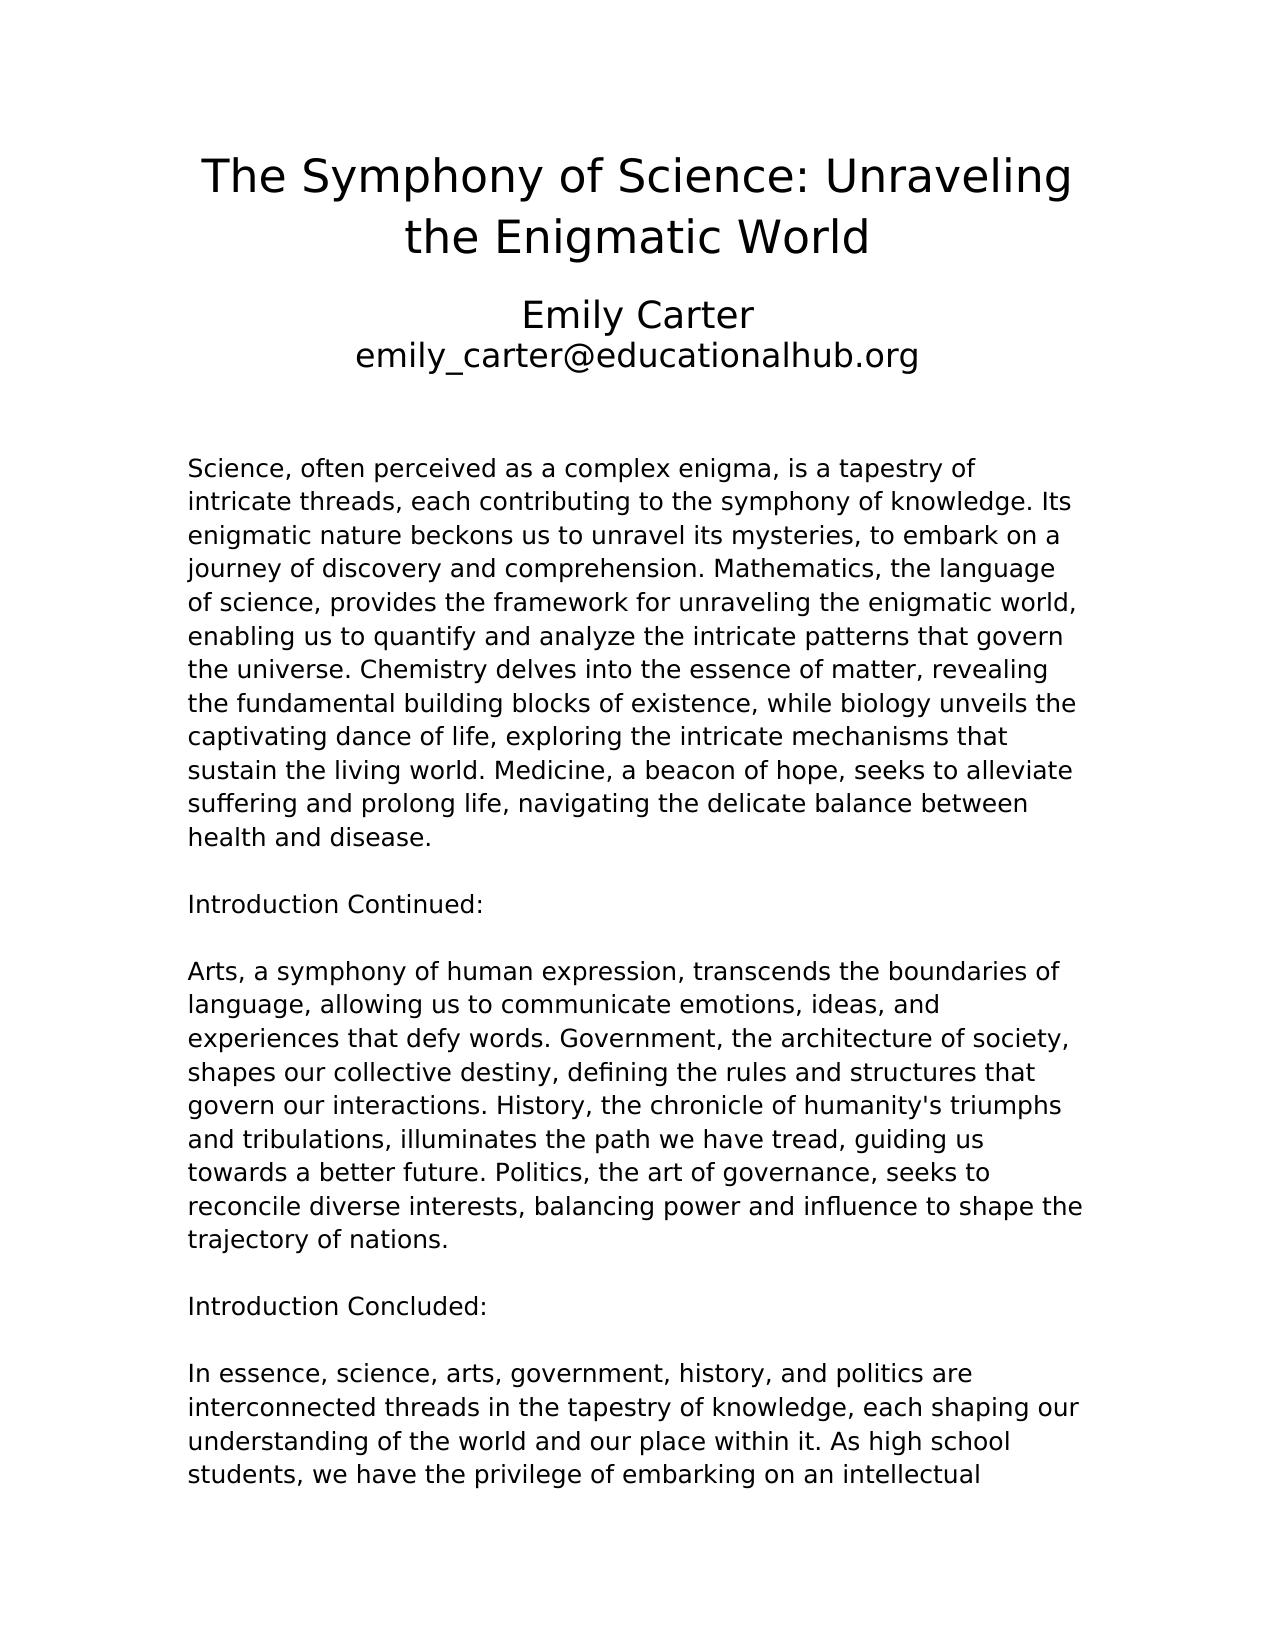 The Symphony of Science: Unraveling
the Enigmatic World
Emily Carter
emily_carter@educationalhub.org
Science, often perceived as a complex enigma, is a tapestry of
intricate threads, each contributing to the symphony of knowledge. Its
enigmatic nature beckons us to unravel its mysteries, to embark on a
journey of discovery and comprehension. Mathematics, the language
of science, provides the framework for unraveling the enigmatic world,
enabling us to quantify and analyze the intricate patterns that govern
the universe. Chemistry delves into the essence of matter, revealing
the fundamental building blocks of existence, while biology unveils the
captivating dance of life, exploring the intricate mechanisms that
sustain the living world. Medicine, a beacon of hope, seeks to alleviate
suffering and prolong life, navigating the delicate balance between
health and disease.
Introduction Continued:
Arts, a symphony of human expression, transcends the boundaries of
language, allowing us to communicate emotions, ideas, and
experiences that defy words. Government, the architecture of society,
shapes our collective destiny, defining the rules and structures that
govern our interactions. History, the chronicle of humanity's triumphs
and tribulations, illuminates the path we have tread, guiding us
towards a better future. Politics, the art of governance, seeks to
reconcile diverse interests, balancing power and influence to shape the
trajectory of nations.
Introduction Concluded:
In essence, science, arts, government, history, and politics are
interconnected threads in the tapestry of knowledge, each shaping our
understanding of the world and our place within it. As high school
students, we have the privilege of embarking on an intellectual